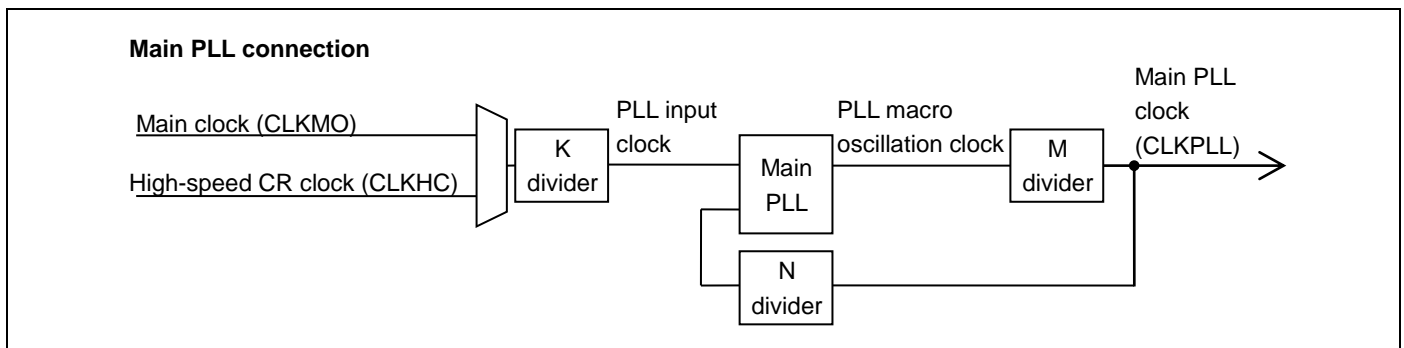 Main PLL connection
Main clock (CLKMO)
High-speed CR clock (CLKHC)
K
divider
PLL input
clock
Main
PLL
PLL macro
oscillation clock
M
divider
Main PLL
clock
(CLKPLL)
N
divider